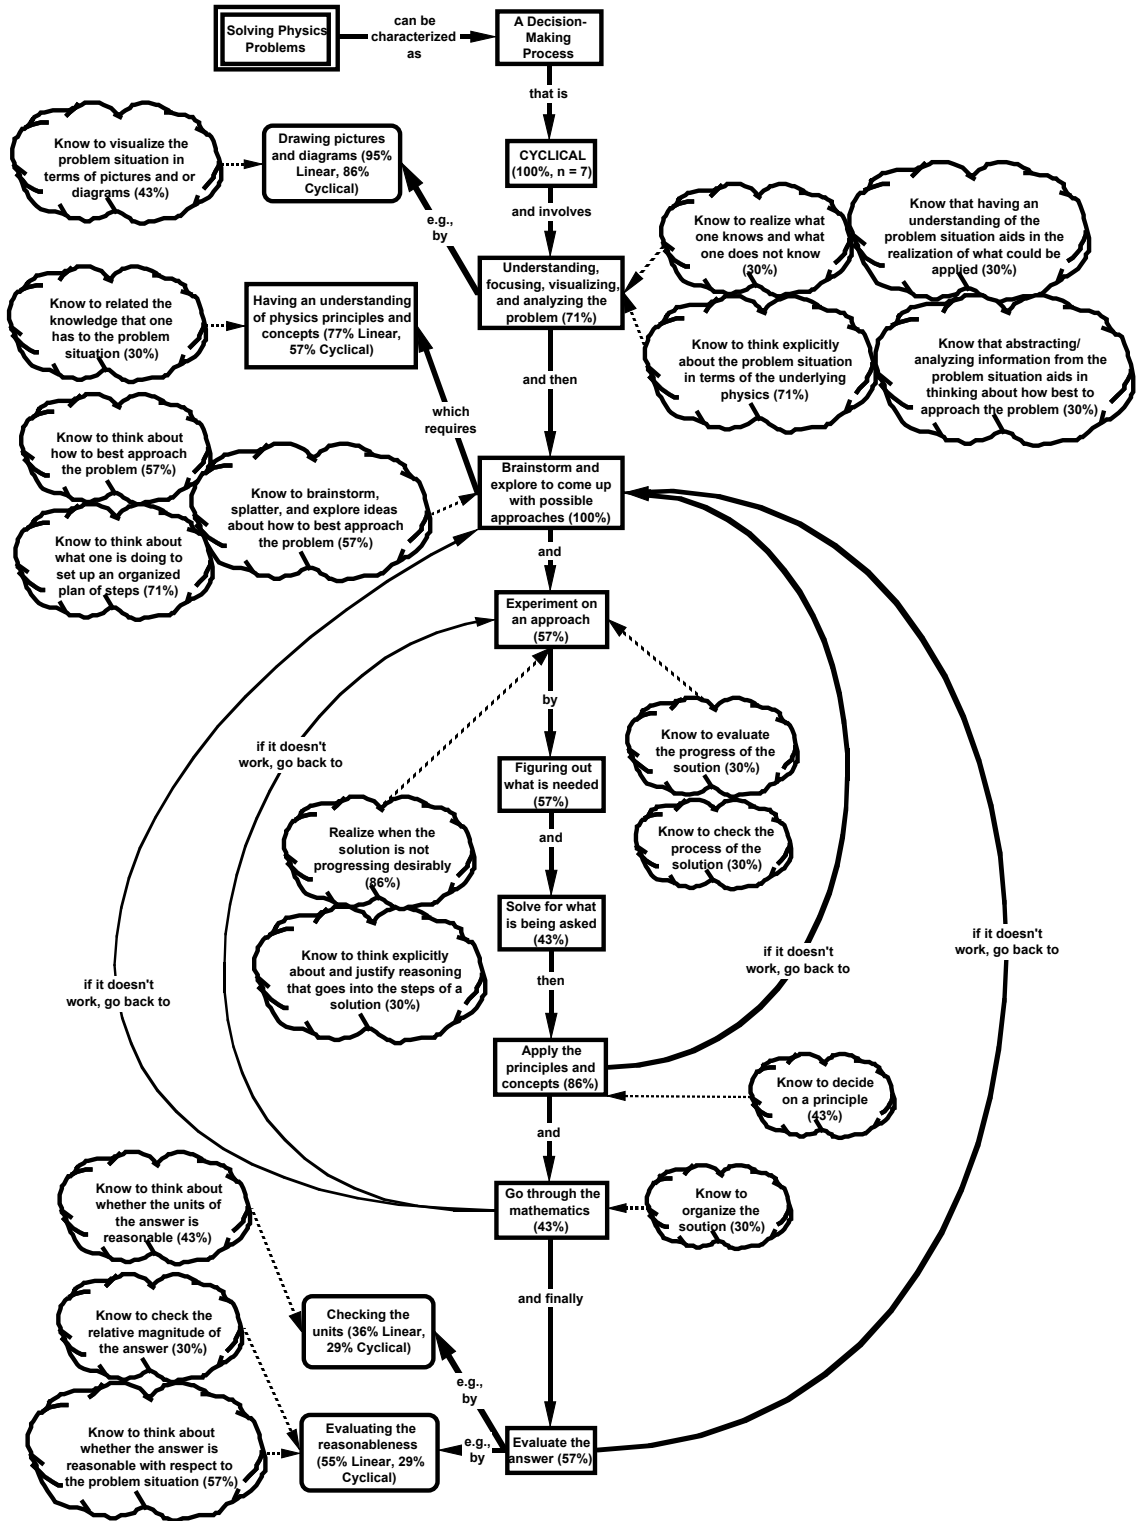 Solving Physics
Problems
can be
characterized
as
A Decision-
Making
Process
that is
CYCLICAL
(100%, n = 7)
and involves
Know to visualize the
problem situation in
terms of pictures and or
diagrams (43%)
Drawing pictures
and diagrams (95%
Linear, 86%
Cyclical)
e.g.,
by
Understanding,
focusing, visualizing,
and analyzing the
problem (71%)
Know to realize what
one knows and what
one does not know
(30%)
Know that having an
understanding of the
problem situation aids in the
realization of what could be
applied (30%)
Know to think explicitly
about the problem situation
in terms of the underlying
physics (71%)
Know that abstracting/
analyzing information from the
problem situation aids in
thinking about how best to
approach the problem (30%)
Know to related the
knowledge that one
has to the problem
situation (30%)
Having an understanding
of physics principles and
concepts (77% Linear,
57% Cyclical)
and then
which
requires
Know to think about
how to best approach
the problem (57%)
Know to brainstorm,
splatter, and explore ideas
about how to best approach
the problem (57%)
Know to think about
what one is doing to
set up an organized
plan of steps (71%)
Brainstorm and
explore to come up
with possible
approaches (100%)
and
Experiment on
an approach
(57%)
by
if it doesn't
work, go back to
Know to evaluate
the progress of the
soution (30%)
Figuring out
what is needed
(57%)
Know to check the
process of the
solution (30%)
and
Realize when the
solution is not
progressing desirably
(86%)
Solve for what
is being asked
(43%)
Know to think explicitly
about and justify reasoning
that goes into the steps of a
solution (30%)
then
if it doesn't
work, go back to
if it doesn't
work, go back to
if it doesn't
work, go back to
Apply the
principles and
concepts (86%)
Know to decide
on a principle
(43%)
and
Go through the
mathematics
(43%)
Know to
organize the
soution (30%)
Know to think about
whether the units of
the answer is
reasonable (43%)
and finally
Know to check the
relative magnitude of
the answer (30%)
Checking the
units (36% Linear,
29% Cyclical)
e.g.,
by
Know to think about
whether the answer is
reasonable with respect to
the problem situation (57%)
Evaluating the
reasonableness
(55% Linear, 29%
Cyclical)
e.g.,
by
Evaluate the
answer (57%)